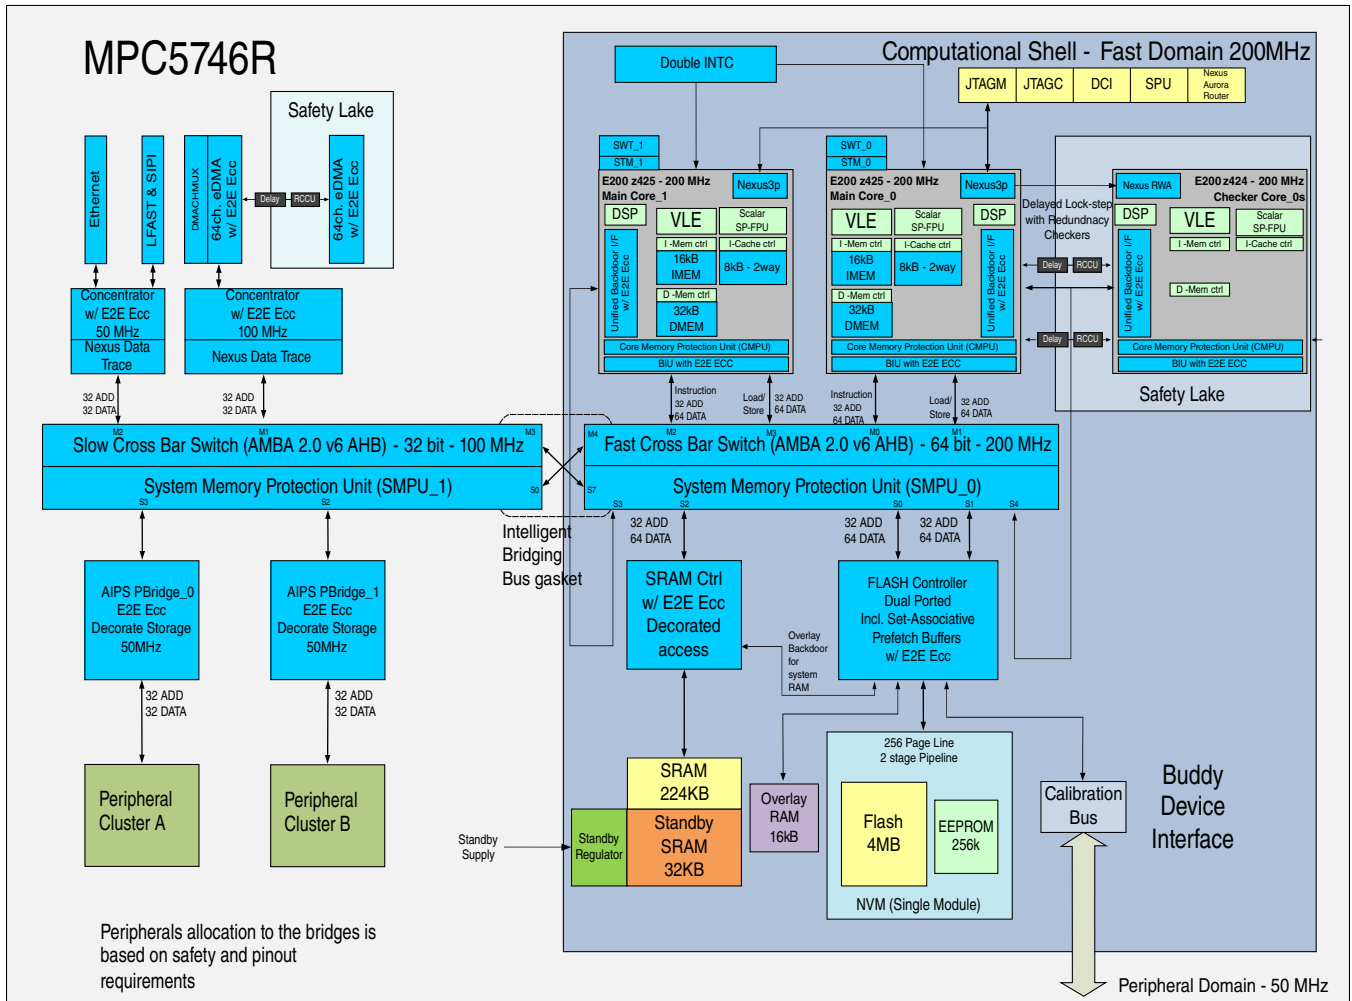 MPC5746R
Computational Shell - Fast Domain 200MHz
Double INTC
JTAGM
JTAGC
DCI
SPU
Nexus
Aurora
Router
Safety Lake
Ethernet
LFAST & SIPI
DMACHMUX
64ch. eDMA
w/ E2E Ecc
Delay
RCCU
64ch. eDMA
w/ E2E Ecc
Concentrator
w/ E2E Ecc
50 MHz
Nexus Data
Trace
Concentrator
w/ E2E Ecc
100 MHz
Nexus Data Trace
32 ADD
32 DATA
32 ADD
32 DATA
SWT_1
STM_1
E200 z425 - 200 MHz
Main Core_1
Nexus3p
DSP
VLE
Scalar
SP-FPU
I -Mem ctrl
I-Cache ctrl
16kB
IMEM
8kB - 2way
Unified Backdoor I/F
w/ E2E Ecc
D -Mem ctrl
32kB
DMEM
Core Memory Protection Unit (CMPU)
BIU with E2E ECC
SWT_0
STM_0
E200 z425 - 200 MHz
Main Core_0
Nexus3p
VLE
Scalar
SP-FPU
DSP
I -Mem ctrl
I-Cache ctrl
16kB
IMEM
8kB - 2way
Unified Backdoor I/F
w/ E2E Ecc
D -Mem ctrl
32kB
DMEM
Core Memory Protection Unit (CMPU)
BIU with E2E ECC
Delayed Lock-step
with Redundnacy
Checkers
Delay
RCCU
Delay
RCCU
Nexus RWA
E200 z424 - 200 MHz
Checker Core_0s
DSP
VLE
Scalar
SP-FPU
I -Mem ctrl
I-Cache ctrl
Unified Backdoor I/F
w/ E2E Ecc
D -Mem ctrl
Core Memory Protection Unit (CMPU)
BIU with E2E ECC
Safety Lake
Instruction
32 ADD
64 DATA
Load/
Store
32 ADD
64 DATA
Instruction
32 ADD
64 DATA
Load/
Store
32 ADD
64 DATA
M2
M1
M3
Slow Cross Bar Switch (AMBA 2.0 v6 AHB) - 32 bit - 100 MHz
System Memory Protection Unit (SMPU_1)
S0
S3
S2
M4
M2
M3
M0
M1
Fast Cross Bar Switch (AMBA 2.0 v6 AHB) - 64 bit - 200 MHz
System Memory Protection Unit (SMPU_0)
S7
S3
S2
S0
S1
S4
Intelligent
Bridging
Bus gasket
32 ADD
64 DATA
32 ADD
64 DATA
32 ADD
64 DATA
AIPS PBridge_0
E2E Ecc
Decorate Storage
50MHz
AIPS PBridge_1
E2E Ecc
Decorate Storage
50MHz
SRAM Ctrl
w/ E2E Ecc
Decorated
access
FLASH Controller
Dual Ported
Incl. Set-Associative
Prefetch Buffers
w/ E2E Ecc
Overlay
Backdoor
for
system
RAM
32 ADD
32 DATA
32 ADD
32 DATA
Peripheral
Cluster A
Peripheral
Cluster B
Standby
Supply
Standby
Regulator
SRAM
224KB
Standby
SRAM
32KB
Overlay
RAM
16kB
256 Page Line
2 stage Pipeline
Flash
4MB
EEPROM
256k
NVM (Single Module)
Calibration
Bus
Buddy
Device
Interface
Peripherals allocation to the bridges is
based on safety and pinout
requirements
Peripheral Domain - 50 MHz